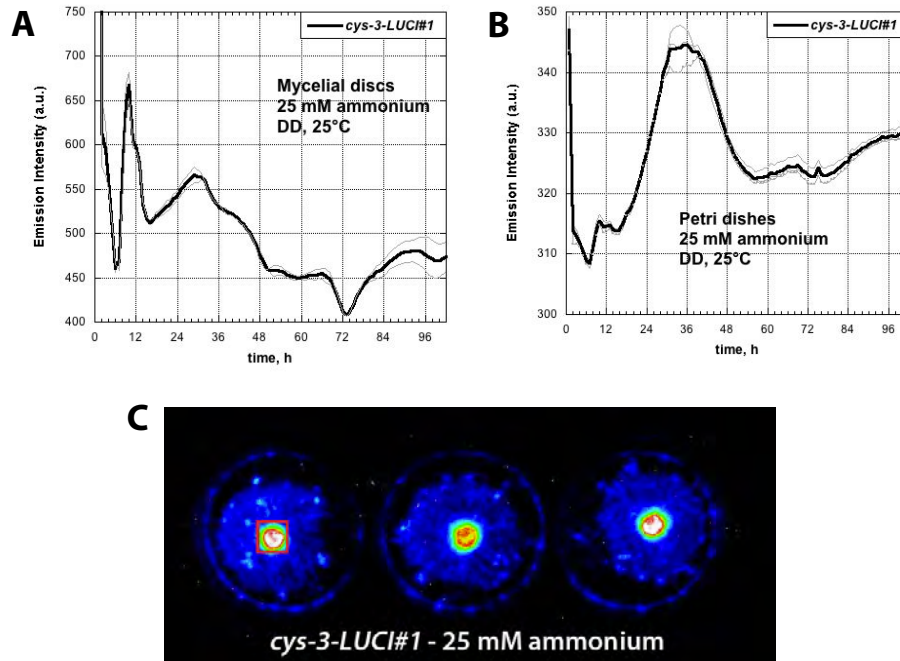 A
cys-3-LUCI#1
Mycelial discs
25 mM ammonium
DD, 25°C
Emission Intensity (a.u.)
750
700
650
600
550
500
450
400
0 12 24 36 48 60 72 84 96
time, h
B
cys-3-LUCI#1
Petri dishes
25 mM ammonium
DD, 25°C
Emission Intensity (a.u.)
350
340
330
320
310
300
0 12 24 36 48 60 72 84 96
time, h
C
cys-3-LUCI#1 - 25 mM ammonium